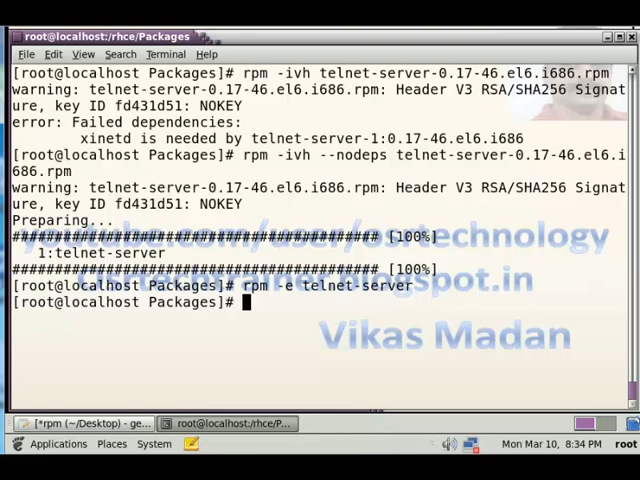 root@localhost:/rhce/Packages
File Edit View Search Terminal Help
[root@localhost Packages]# rpm -ivh telnet-server-0.17-46.el6.i686.rpm
warning: telnet-server-0.17-46.el6.i686.rpm: Header V3 RSA/SHA256 Signat
ure, key ID fd431d51: NOKEY
error: Failed dependencies:
xinetd is needed by telnet-server-1:0.17-46.el6.i686
[root@localhost Packages]# rpm -ivh --nodeps telnet-server-0.17-46.el6.i
686.rpm
warning: telnet-server-0.17-46.el6.i686.rpm: Header V3 RSA/SHA256 Signat
ure, key ID fd431d51: NOKEY
Preparing...
########################################### [100%]
youtube.com/user/osrtechnology
1:telnet-server
########################################### [100%]
[root@localhost Packages]# rpm -e telnet-server
[root@localhost Packages]#
Vikas Madan
[*rpm (~/Desktop) - ge...
root@localhost:/rhce/P...
Applications Places System
Mon Mar 10, 8:34 PM root